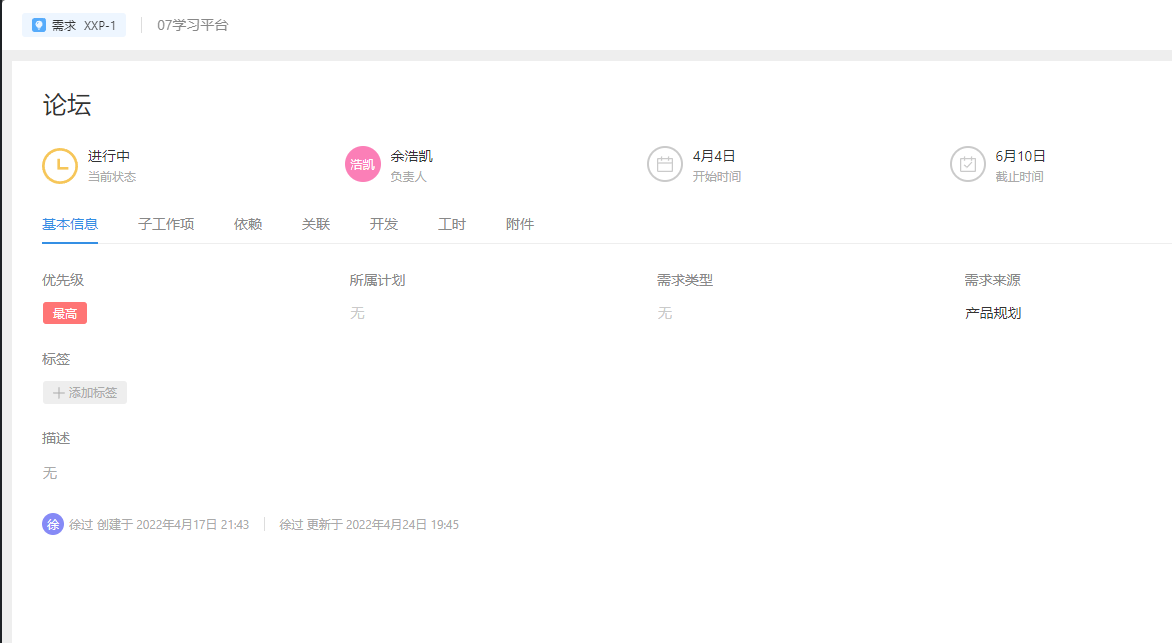 需求 XXP-1 07学习平台
论坛
进行中 浩凯 余浩凯 4月4日 6月10日
当前状态 负责人 开始时间 截止时间
基本信息 子工作项 依赖 关联 开发 工时 附件
优先级 所属计划 需求类型 需求来源
最高 无 无 产品规划
标签
添加标签
描述
无
徐 徐过 创建于 2022年4月17日 21:43 徐过 更新于 2022年4月24日 19:45